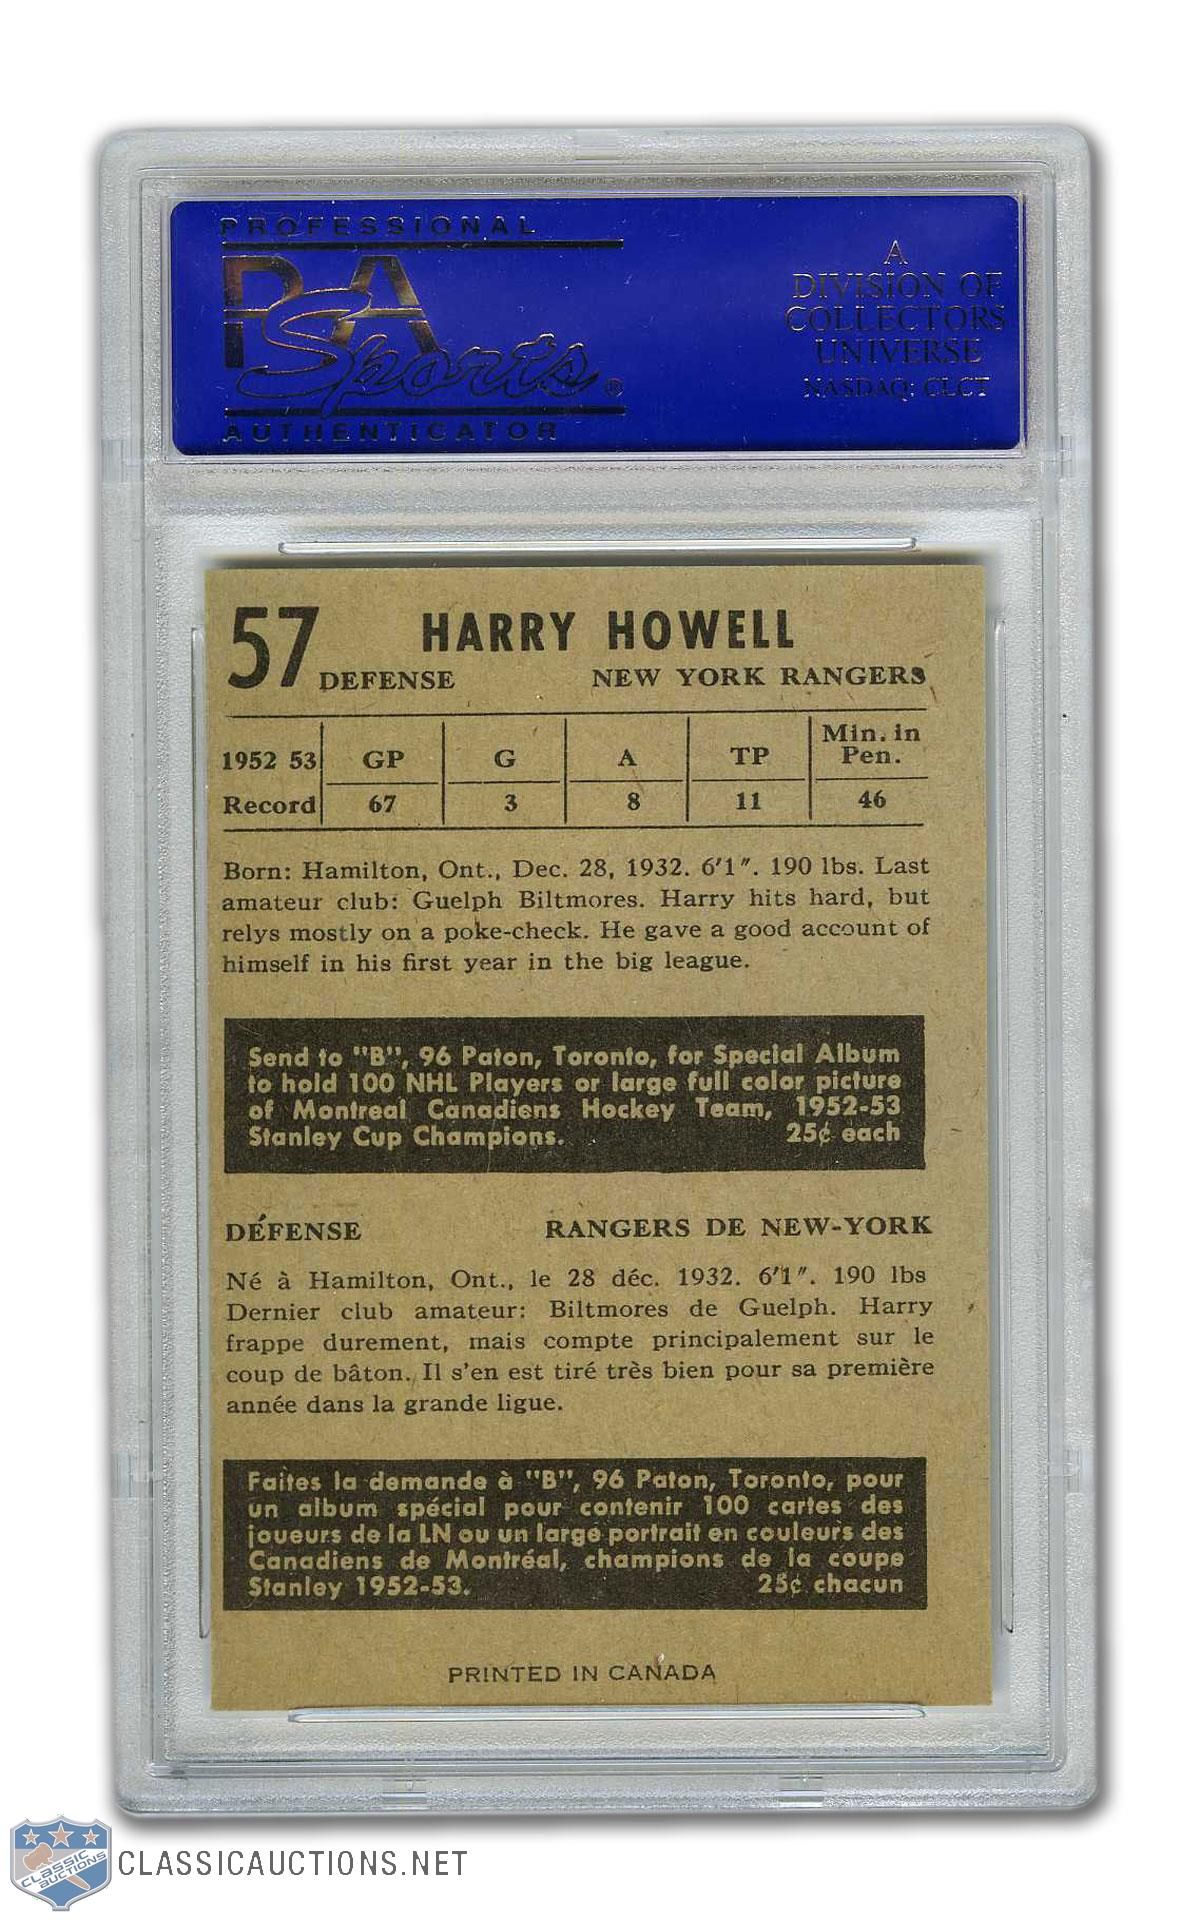 PROFESSIONAL
PSA
Sports®
AUTHENTICATOR
A
DIVISION OF
COLLECTORS
UNIVERSE
NASDAQ: CLCT
57 HARRY HOWELL
DEFENSE NEW YORK RANGERS
1952 53 GP G A TP Min. in Pen.
Record 67 3 8 11 46
Born: Hamilton, Ont., Dec. 28, 1932. 6'1". 190 lbs. Last
amateur club: Guelph Biltmores. Harry hits hard, but
relys mostly on a poke-check. He gave a good account of
himself in his first year in the big league.
Send to "B", 96 Paton, Toronto, for Special Album
to hold 100 NHL Players or large full color picture
of Montreal Canadiens Hockey Team, 1952-53
Stanley Cup Champions. 25¢ each
DÉFENSE RANGERS DE NEW-YORK
Né à Hamilton, Ont., le 28 déc. 1932. 6'1". 190 lbs
Dernier club amateur: Biltmores de Guelph. Harry
frappe durement, mais compte principalement sur le
coup de bâton. Il s'en est tiré très bien pour sa première
année dans la grande ligue.
Faites la demande à "B", 96 Paton, Toronto, pour
un album spécial pour contenir 100 cartes des
joueurs de la LN ou un large portrait en couleurs des
Canadiens de Montréal, champions de la coupe
Stanley 1952-53. 25¢ chacun
PRINTED IN CANADA
CLASSIC
AUCTIONS
CLASSICAUCTIONS.NET